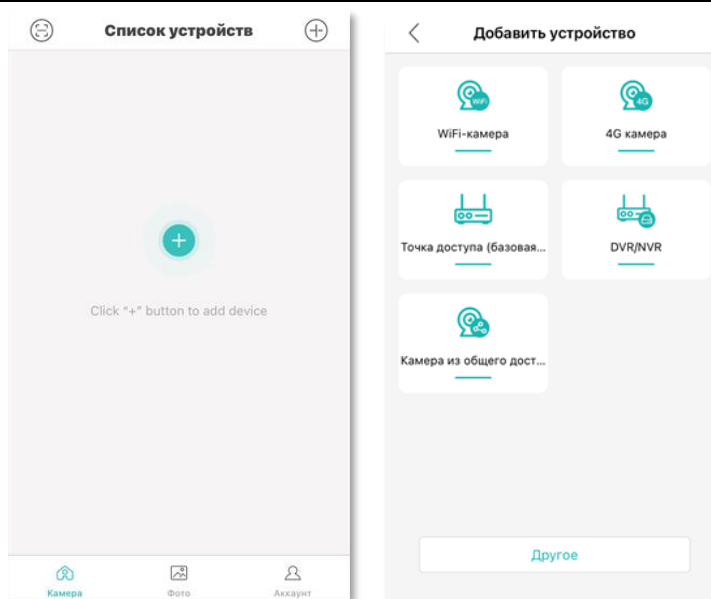 Список устройств
Click "+" button to add device
Камера
Фото
Аккаунт
Добавить устройство
WiFi
WiFi-камера
4G
4G камера
Точка доступа (базовая...
DVR/NVR
Камера из общего дост...
Другое